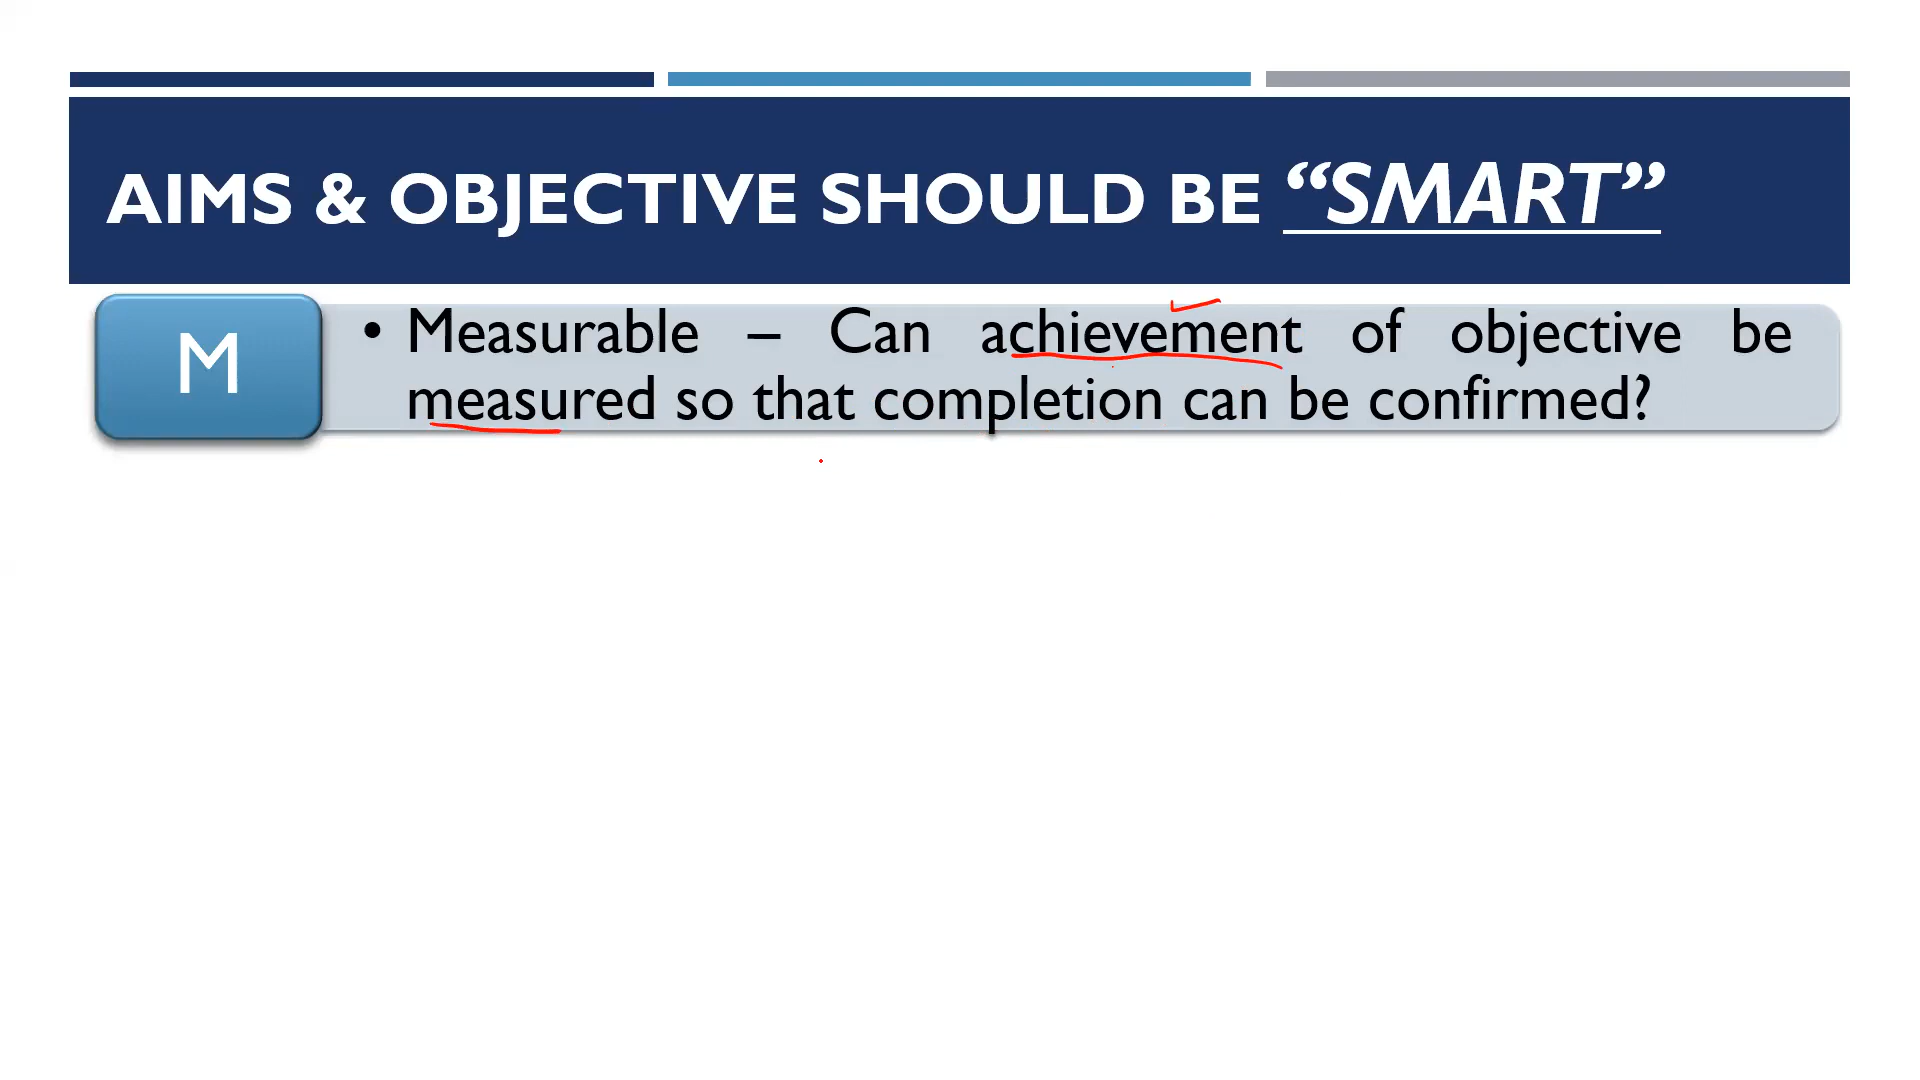 AIMS & OBJECTIVE SHOULD BE “SMART”
M
• Measurable – Can achievement of objective be
measured so that completion can be confirmed?